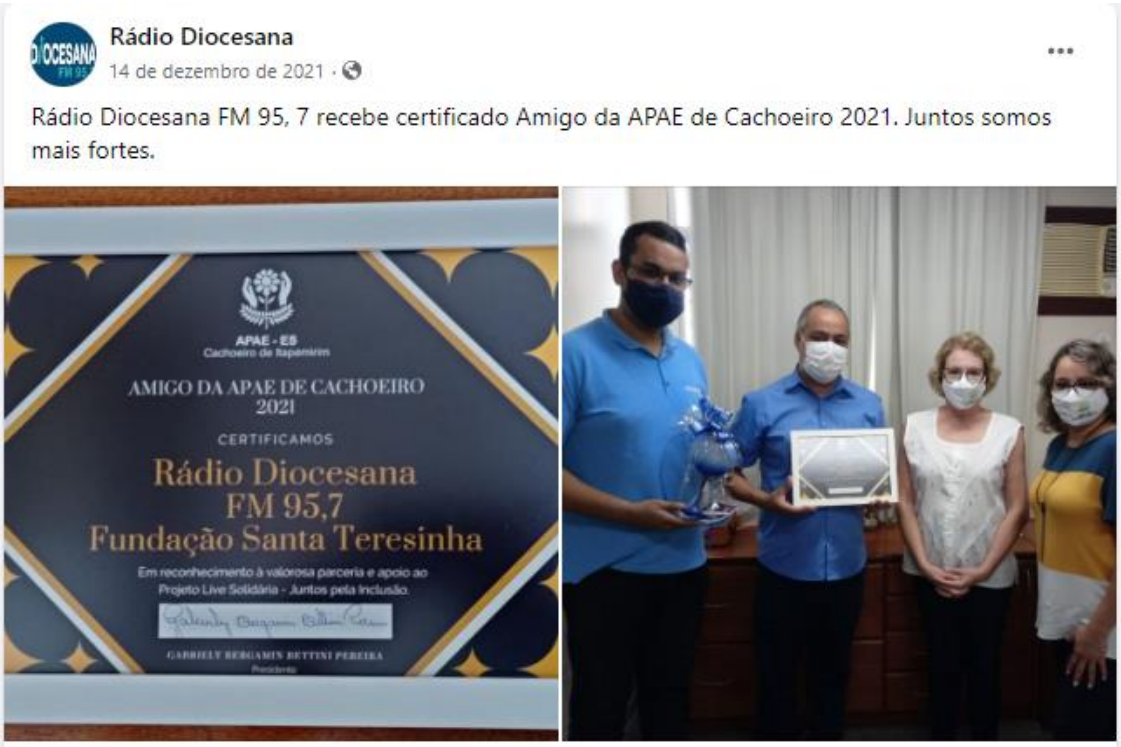 DIOCESANA
FM 95,7
Rádio Diocesana
14 de dezembro de 2021 ·
Rádio Diocesana FM 95, 7 recebe certificado Amigo da APAE de Cachoeiro 2021. Juntos somos
mais fortes.
APAE - ES
Cachoeiro de Itapemirim
AMIGO DA APAE DE CACHOEIRO
2021
CERTIFICAMOS
Rádio Diocesana
FM 95,7
Fundação Santa Teresinha
Em reconhecimento à valorosa parceria e apoio ao
Projeto Live Solidária - Juntos pela Inclusão.
GABRIELY BERGAMIN BETTINI PEREIRA
Presidente